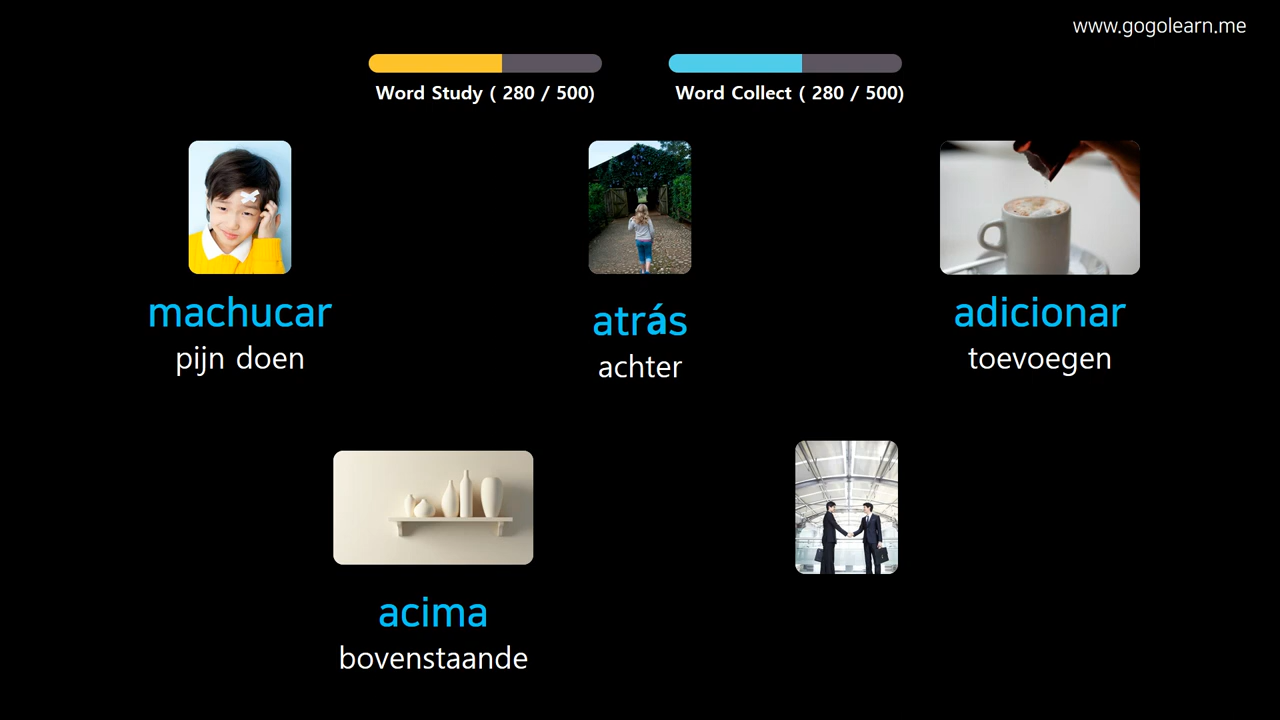 www.gogolearn.me
Word Study ( 280 / 500)
Word Collect ( 280 / 500)
machucar
pijn doen
atrás
achter
adicionar
toevoegen
acima
bovenstaande